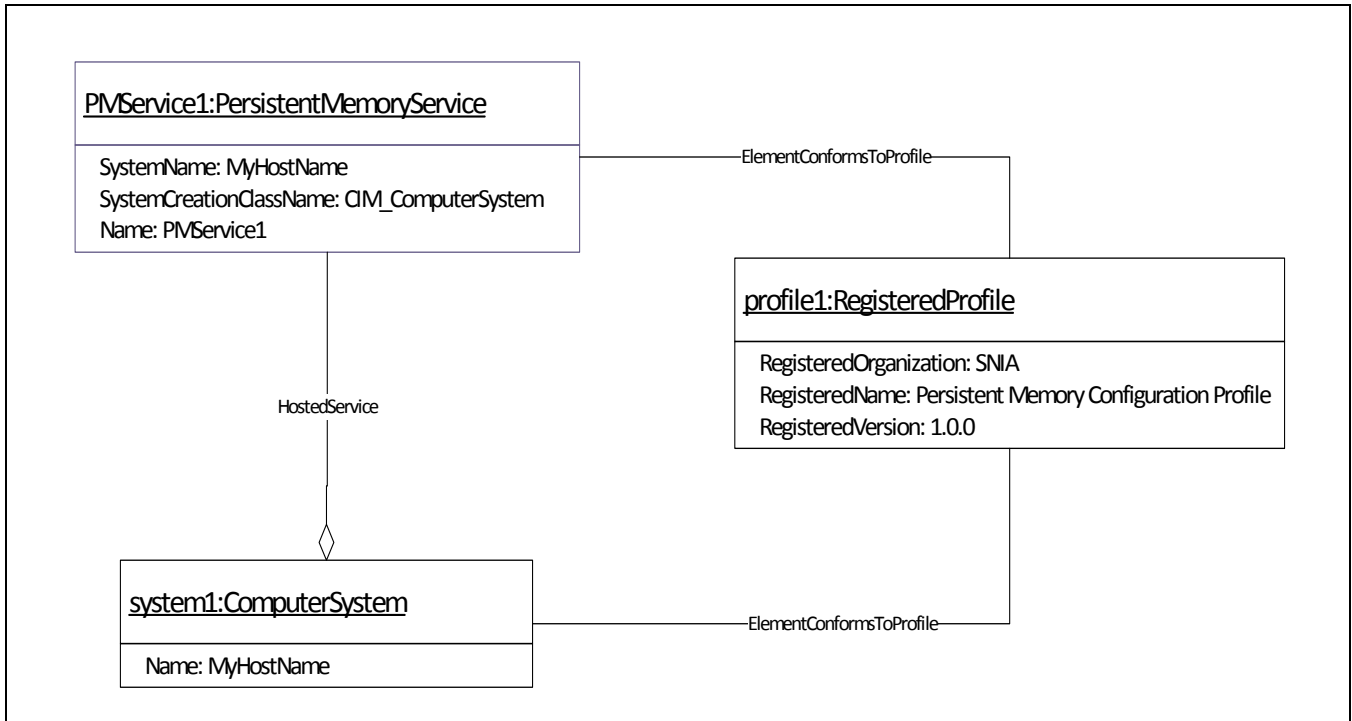 PMService1:PersistentMemoryService
SystemName: MyHostName
SystemCreationClassName: CIM_ComputerSystem
Name: PMService1
ElementConformsToProfile
profile1:RegisteredProfile
RegisteredOrganization: SNIA
RegisteredName: Persistent Memory Configuration Profile
RegisteredVersion: 1.0.0
HostedService
system1:ComputerSystem
Name: MyHostName
ElementConformsToProfile